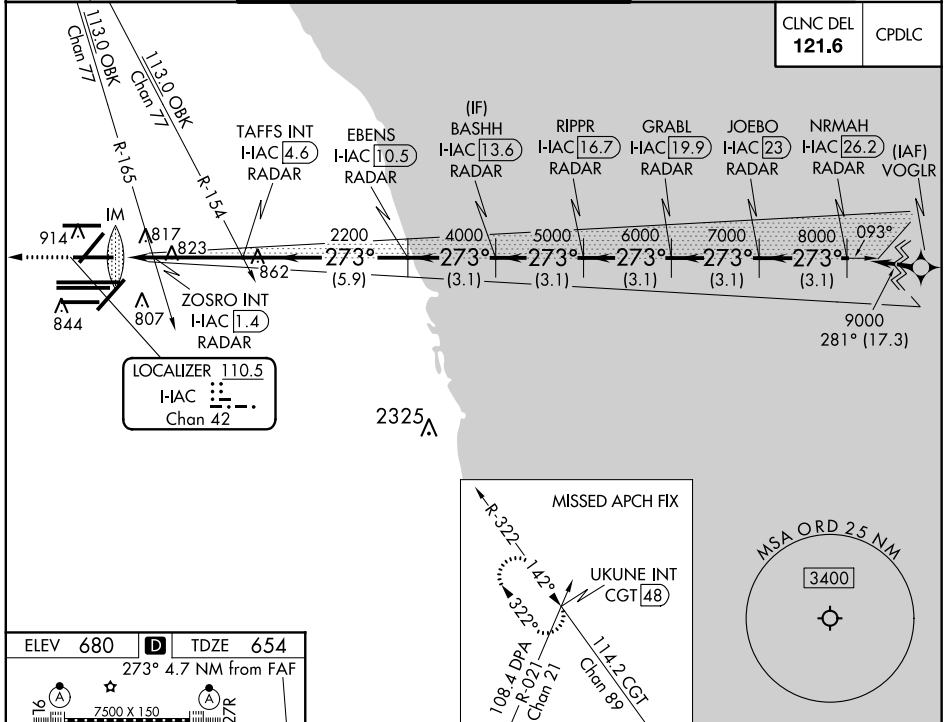 CLNC DEL
121.6
CPDLC
113.0 OBK
Chan 77
113.0 OBK
Chan 77
R-165
R-154
TAFFS INT
I-IAC 4.6
RADAR
EBENS
I-IAC 10.5
RADAR
(IF)
BASHH
I-IAC 13.6
RADAR
RIPPR
I-IAC 16.7
RADAR
GRABL
I-IAC 19.9
RADAR
JOEBO
I-IAC 23
RADAR
NRMAH
I-IAC 26.2
RADAR
(IAF)
VOGLR
IM
914
817
823
862
844
807
2200
273°
(5.9)
4000
273°
(3.1)
5000
273°
(3.1)
6000
273°
(3.1)
7000
273°
(3.1)
8000
273°
(3.1)
093°
9000
281° (17.3)
ZOSRO INT
I-IAC 1.4
RADAR
LOCALIZER 110.5
I-IAC
Chan 42
2325
MISSED APCH FIX
R-322
142°
322°
UKUNE INT
CGT 48
108.4 DPA
R-021
Chan 21
114.2 CGT
Chan 89
MSA ORD 25 NM
3400
ELEV 680 D TDZE 654
273° 4.7 NM from FAF
A
A
16
7500 X 150
27R